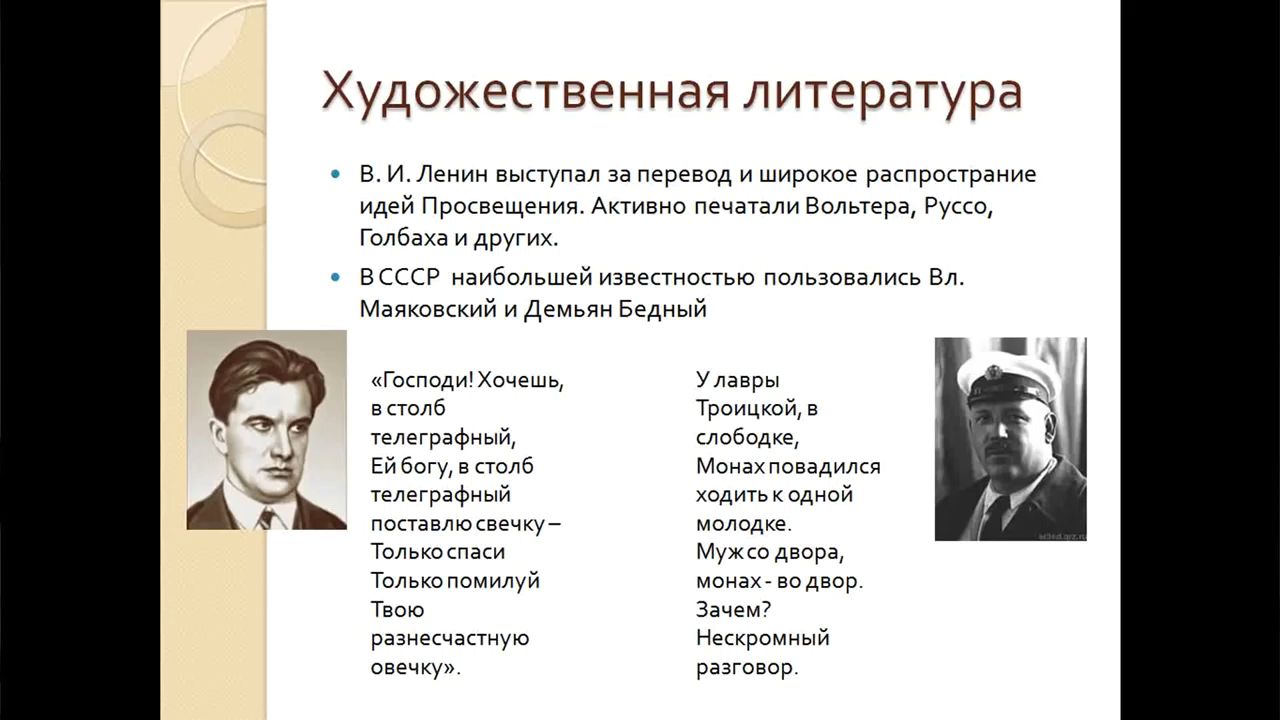 Художественная литература
В. И. Ленин выступал за перевод и широкое распростране
идей Просвещения. Активно печатали Вольтера, Руссо,
Голбаха и других.
В СССР наибольшей известностью пользовались Вл.
Маяковский и Демьян Бедный
«Господи! Хочешь,
в столб
телеграфный,
Ей богу, в столб
телеграфный
поставлю свечку –
Только спаси
Только помилуй
Твою
разнесчастную
овечку».
У лавры
Троицкой, в
слободке,
Монах повадился
ходить к одной
молодке.
Муж со двора,
монах - во двор.
Зачем?
Нескромный
разговор.